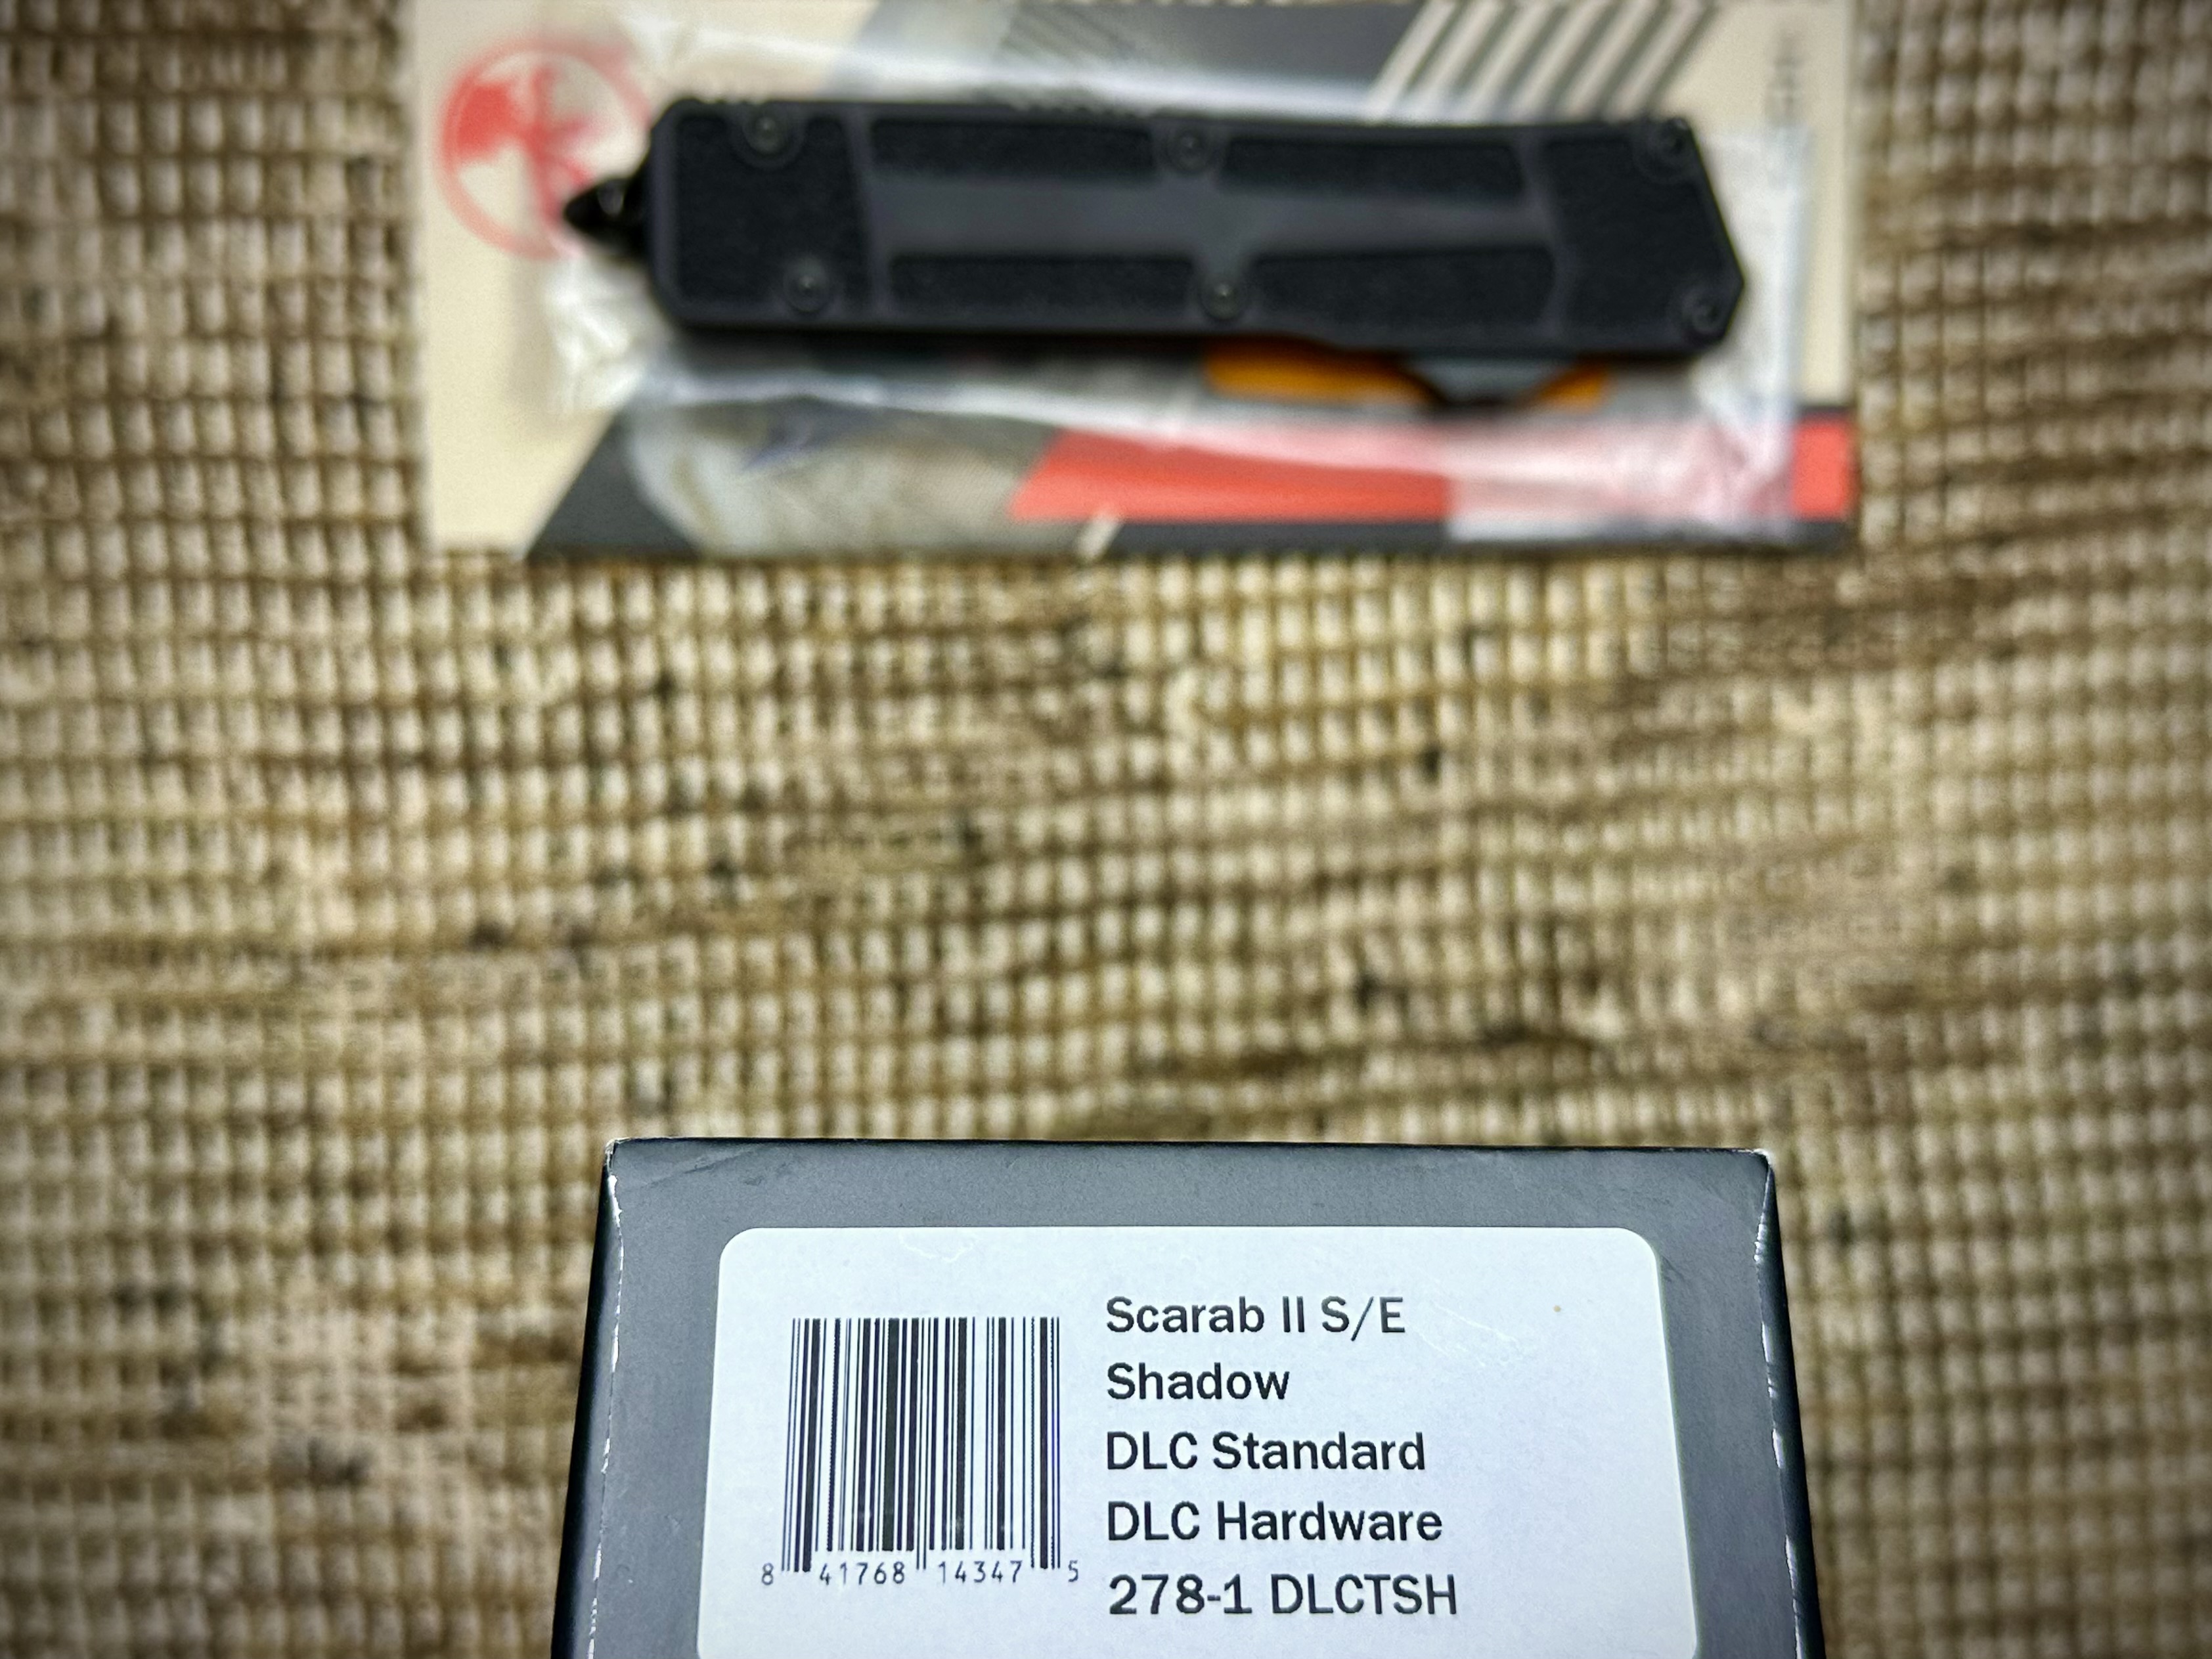 Scarab II S/E
Shadow
DLC Standard
DLC Hardware
278-1 DLCTSH
8 41768 14347 5